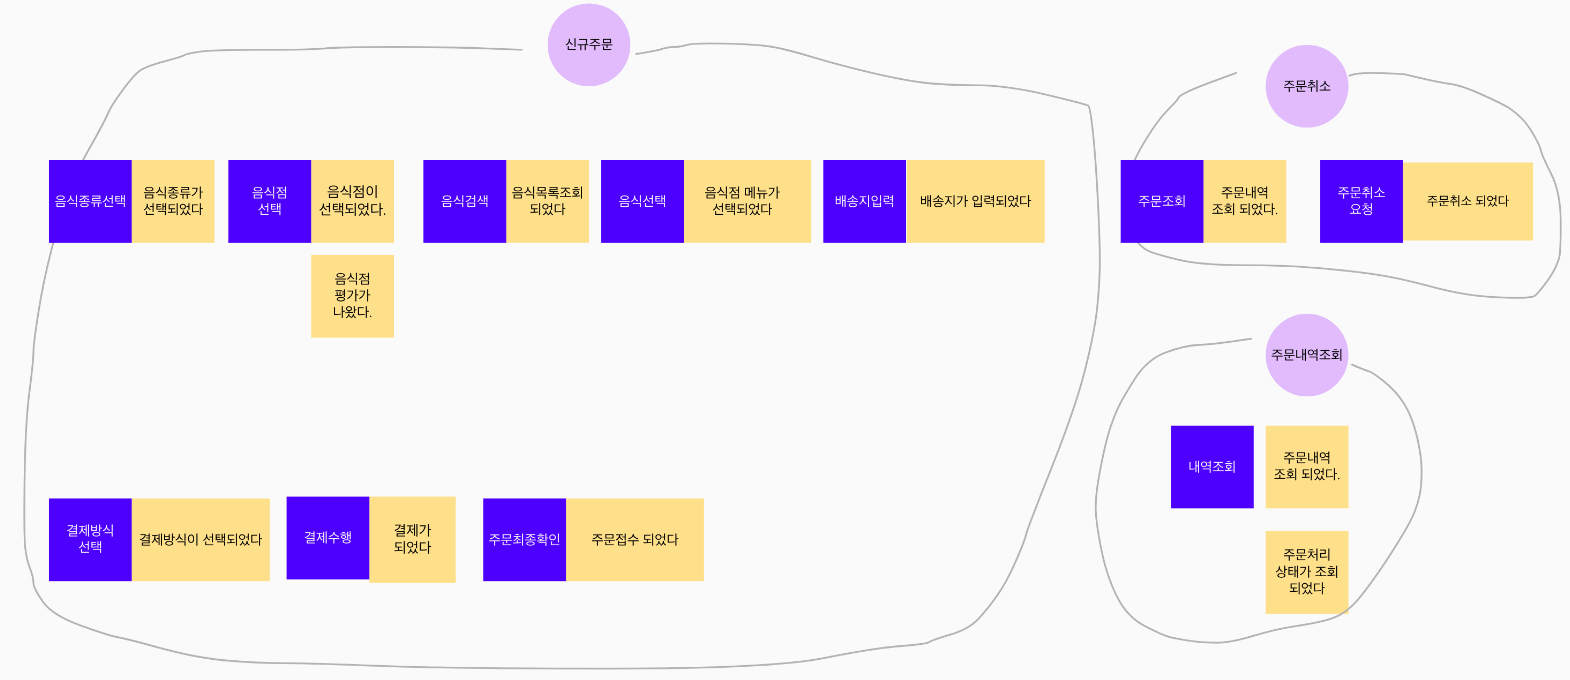 신규주문
음식종류선택
음식종류가
선택되었다
음식점
선택
음식점이
선택되었다.
음식점
평가가
나왔다.
음식검색
음식목록조회
되었다
음식선택
음식점 메뉴가
선택되었다
배송지입력
배송지가 입력되었다
결제방식
선택
결제방식이 선택되었다
결제수행
결제가
되었다
주문최종확인
주문접수 되었다
주문취소
주문조회
주문내역
조회 되었다.
주문취소
요청
주문취소 되었다
주문내역조회
내역조회
주문내역
조회 되었다.
주문처리
상태가 조회
되었다